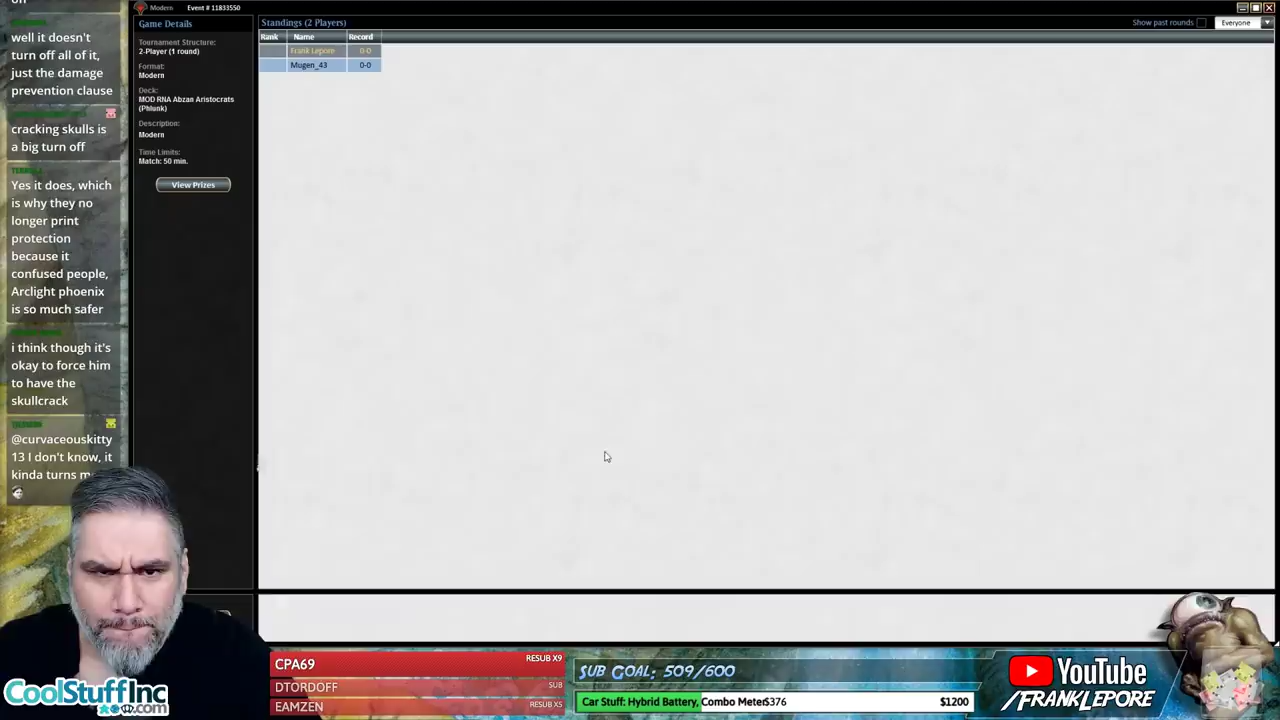 Modern Event # 11833550
Game Details
Tournament Structure:
2-Player (1 round)
Format:
Modern
Deck:
MOD RNA Abzan Aristocrats
(Phlunk)
Description:
Modern
Time Limits:
Match: 50 min.
View Prizes
Standings (2 Players)
Show past rounds
Everyone
Rank Name Record
Frank Lepore 0-0
Mugen_43 0-0
well it doesn't
turn off all of it,
just the damage
prevention clause
cracking skulls is
a big turn off
Yes it does, which
is why they no
longer print
protection
because it
confused people,
Arclight phoenix
is so much safer
i think though it's
okay to force him
to have the
skullcrack
@curvaceouskitty
13 I don't know, it
kinda turns
CoolStuffInc
.com
CPA69 RESUB X9
DTORDOFF SUB
EAMZEN RESUB X5
SUB GOAL: 509/600
Car Stuff: Hybrid Battery, Combo Meter$376 $1200
YouTube
/FRANKLEPORE